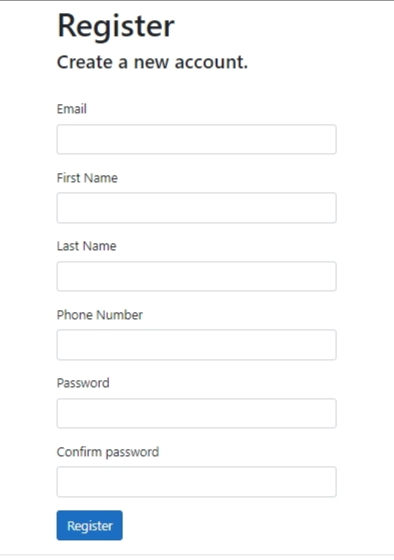 Register
Create a new account.
Email
First Name
Last Name
Phone Number
Password
Confirm password
Register